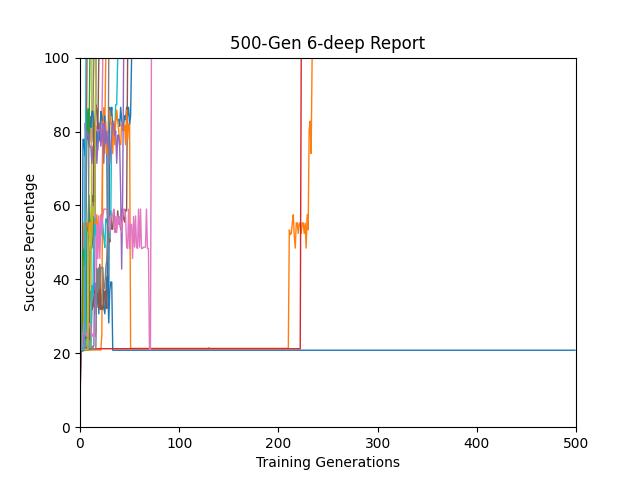 500-Gen 6-deep Report
100
80
60
40
20
0
Success Percentage
0 100 200 300 400 500
Training Generations